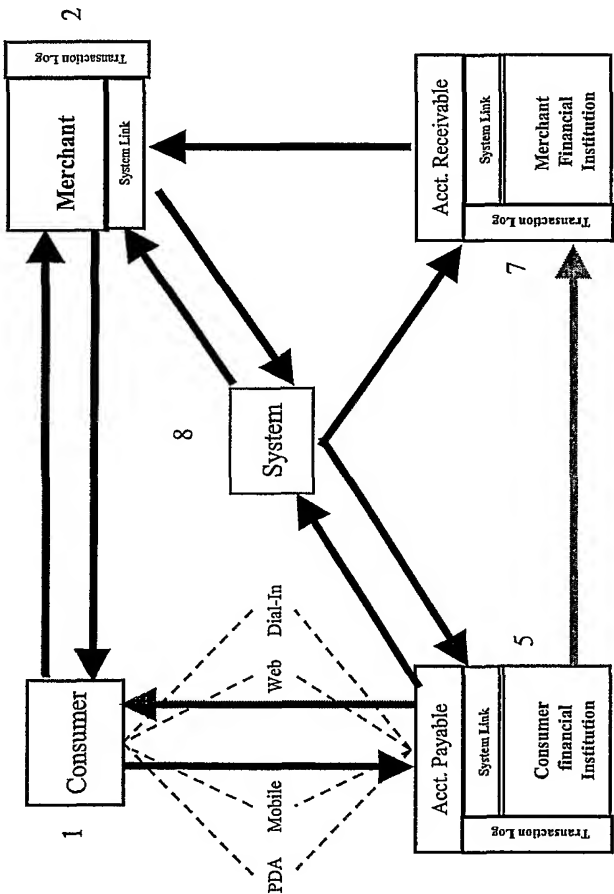 1
Consumer
2
Merchant
System Link
Transaction Log
8
System
PDA
Mobile
Web
Dial-In
5
Acct. Payable
System Link
Consumer
financial
Institution
Transaction Log
7
Acct. Receivable
System Link
Merchant
Financial
Institution
Transaction Log